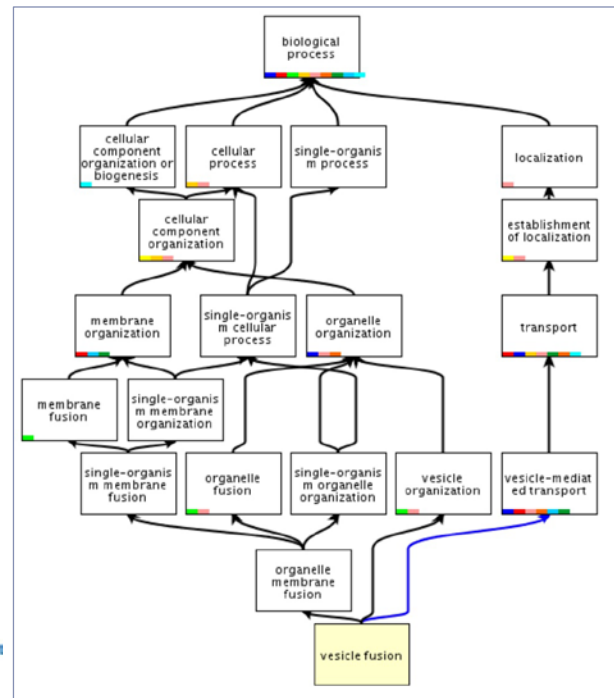 biological
process
cellular
component
organization or
biogenesis
cellular
process
single-organis
m process
localization
cellular
component
organization
establishment
of localization
membrane
organization
single-organis
m cellular
process
organelle
organization
transport
membrane
fusion
single-organis
m membrane
organization
single-organis
m membrane
fusion
organelle
fusion
single-organis
m organelle
organization
vesicle
organization
vesicle-mediat
ed transport
organelle
membrane
fusion
vesicle fusion